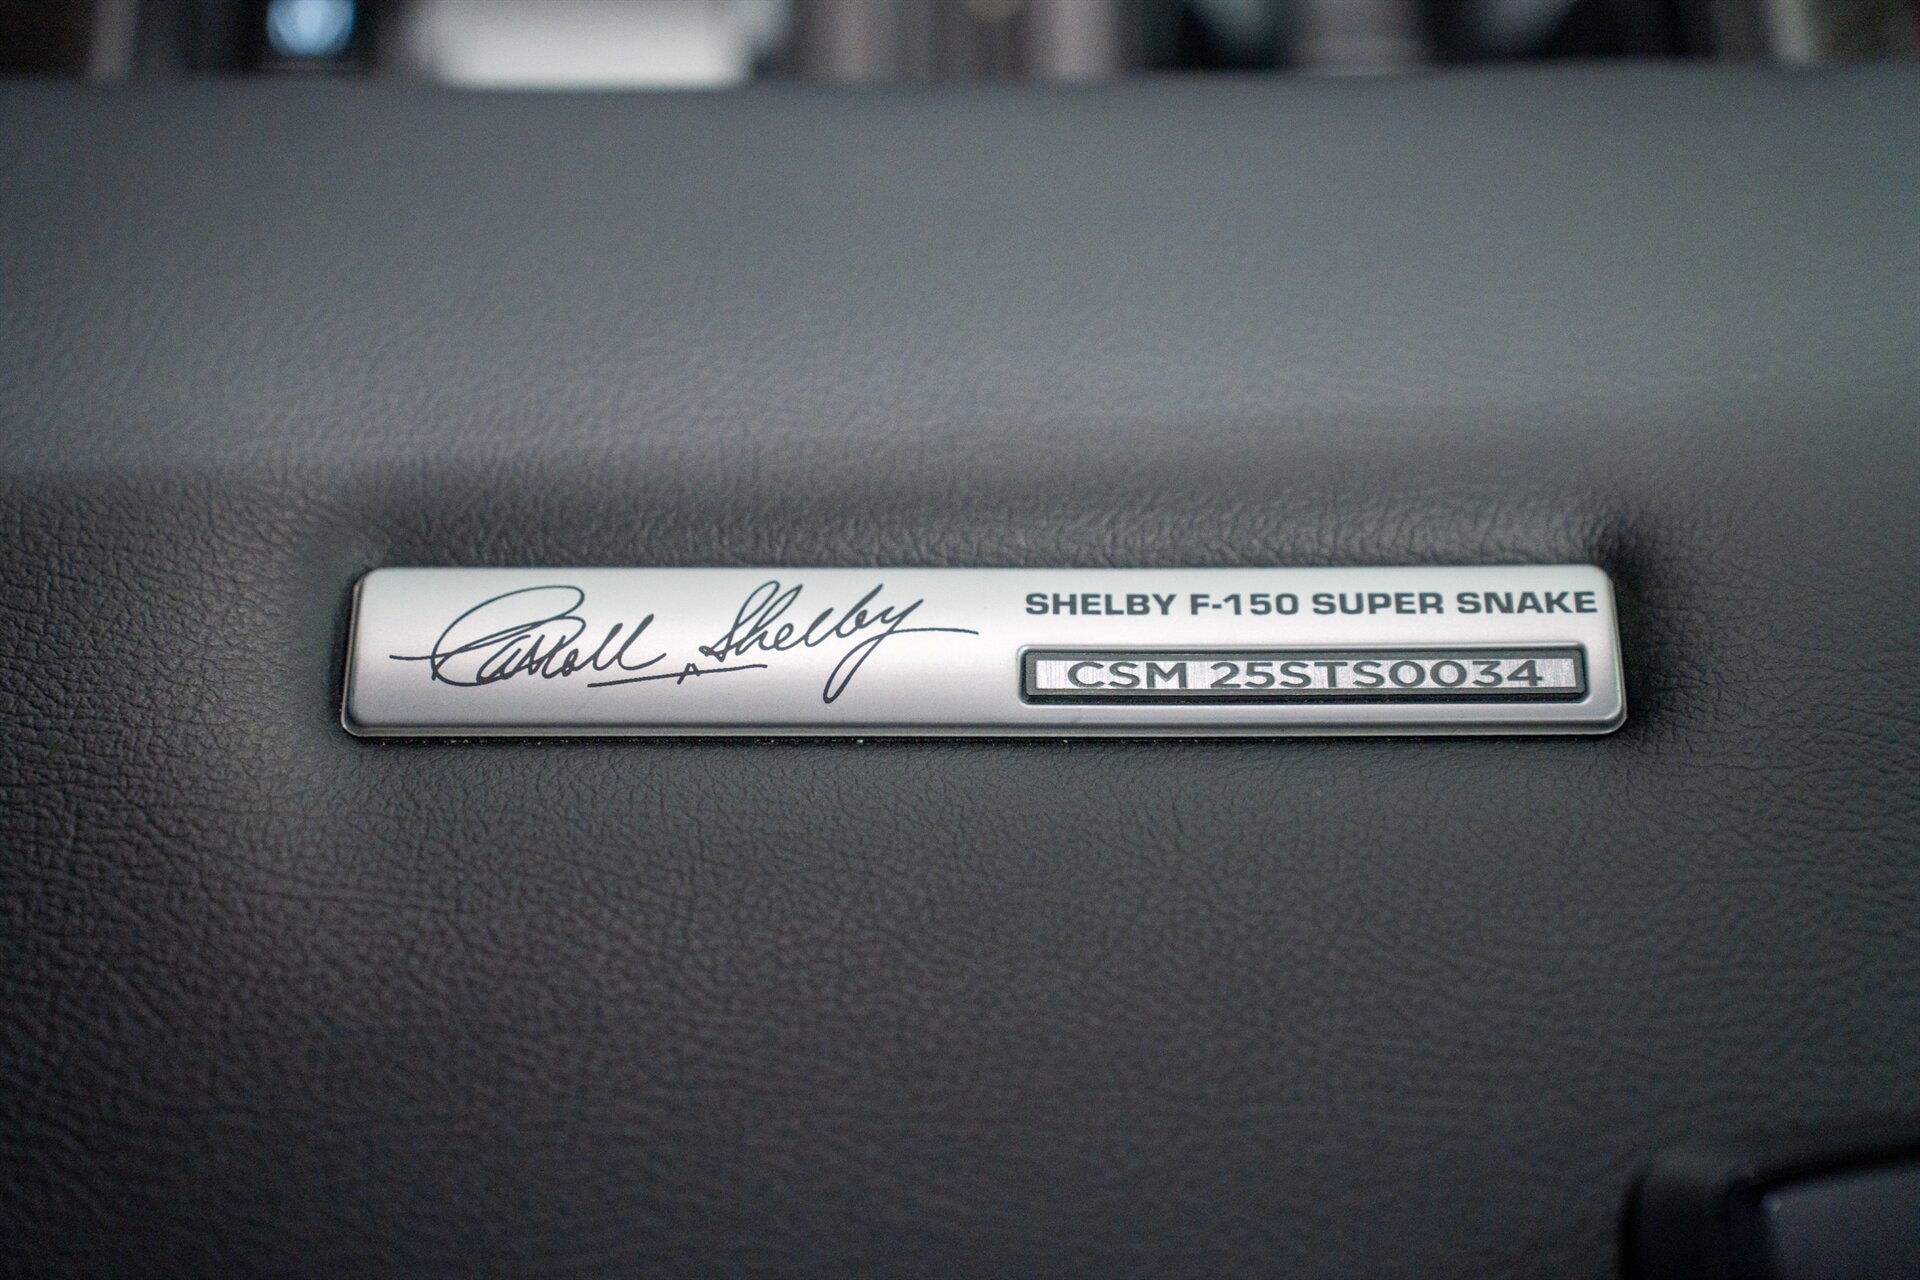 Carroll Shelby
SHELBY F-150 SUPER SNAKE
CSM 25STS0034